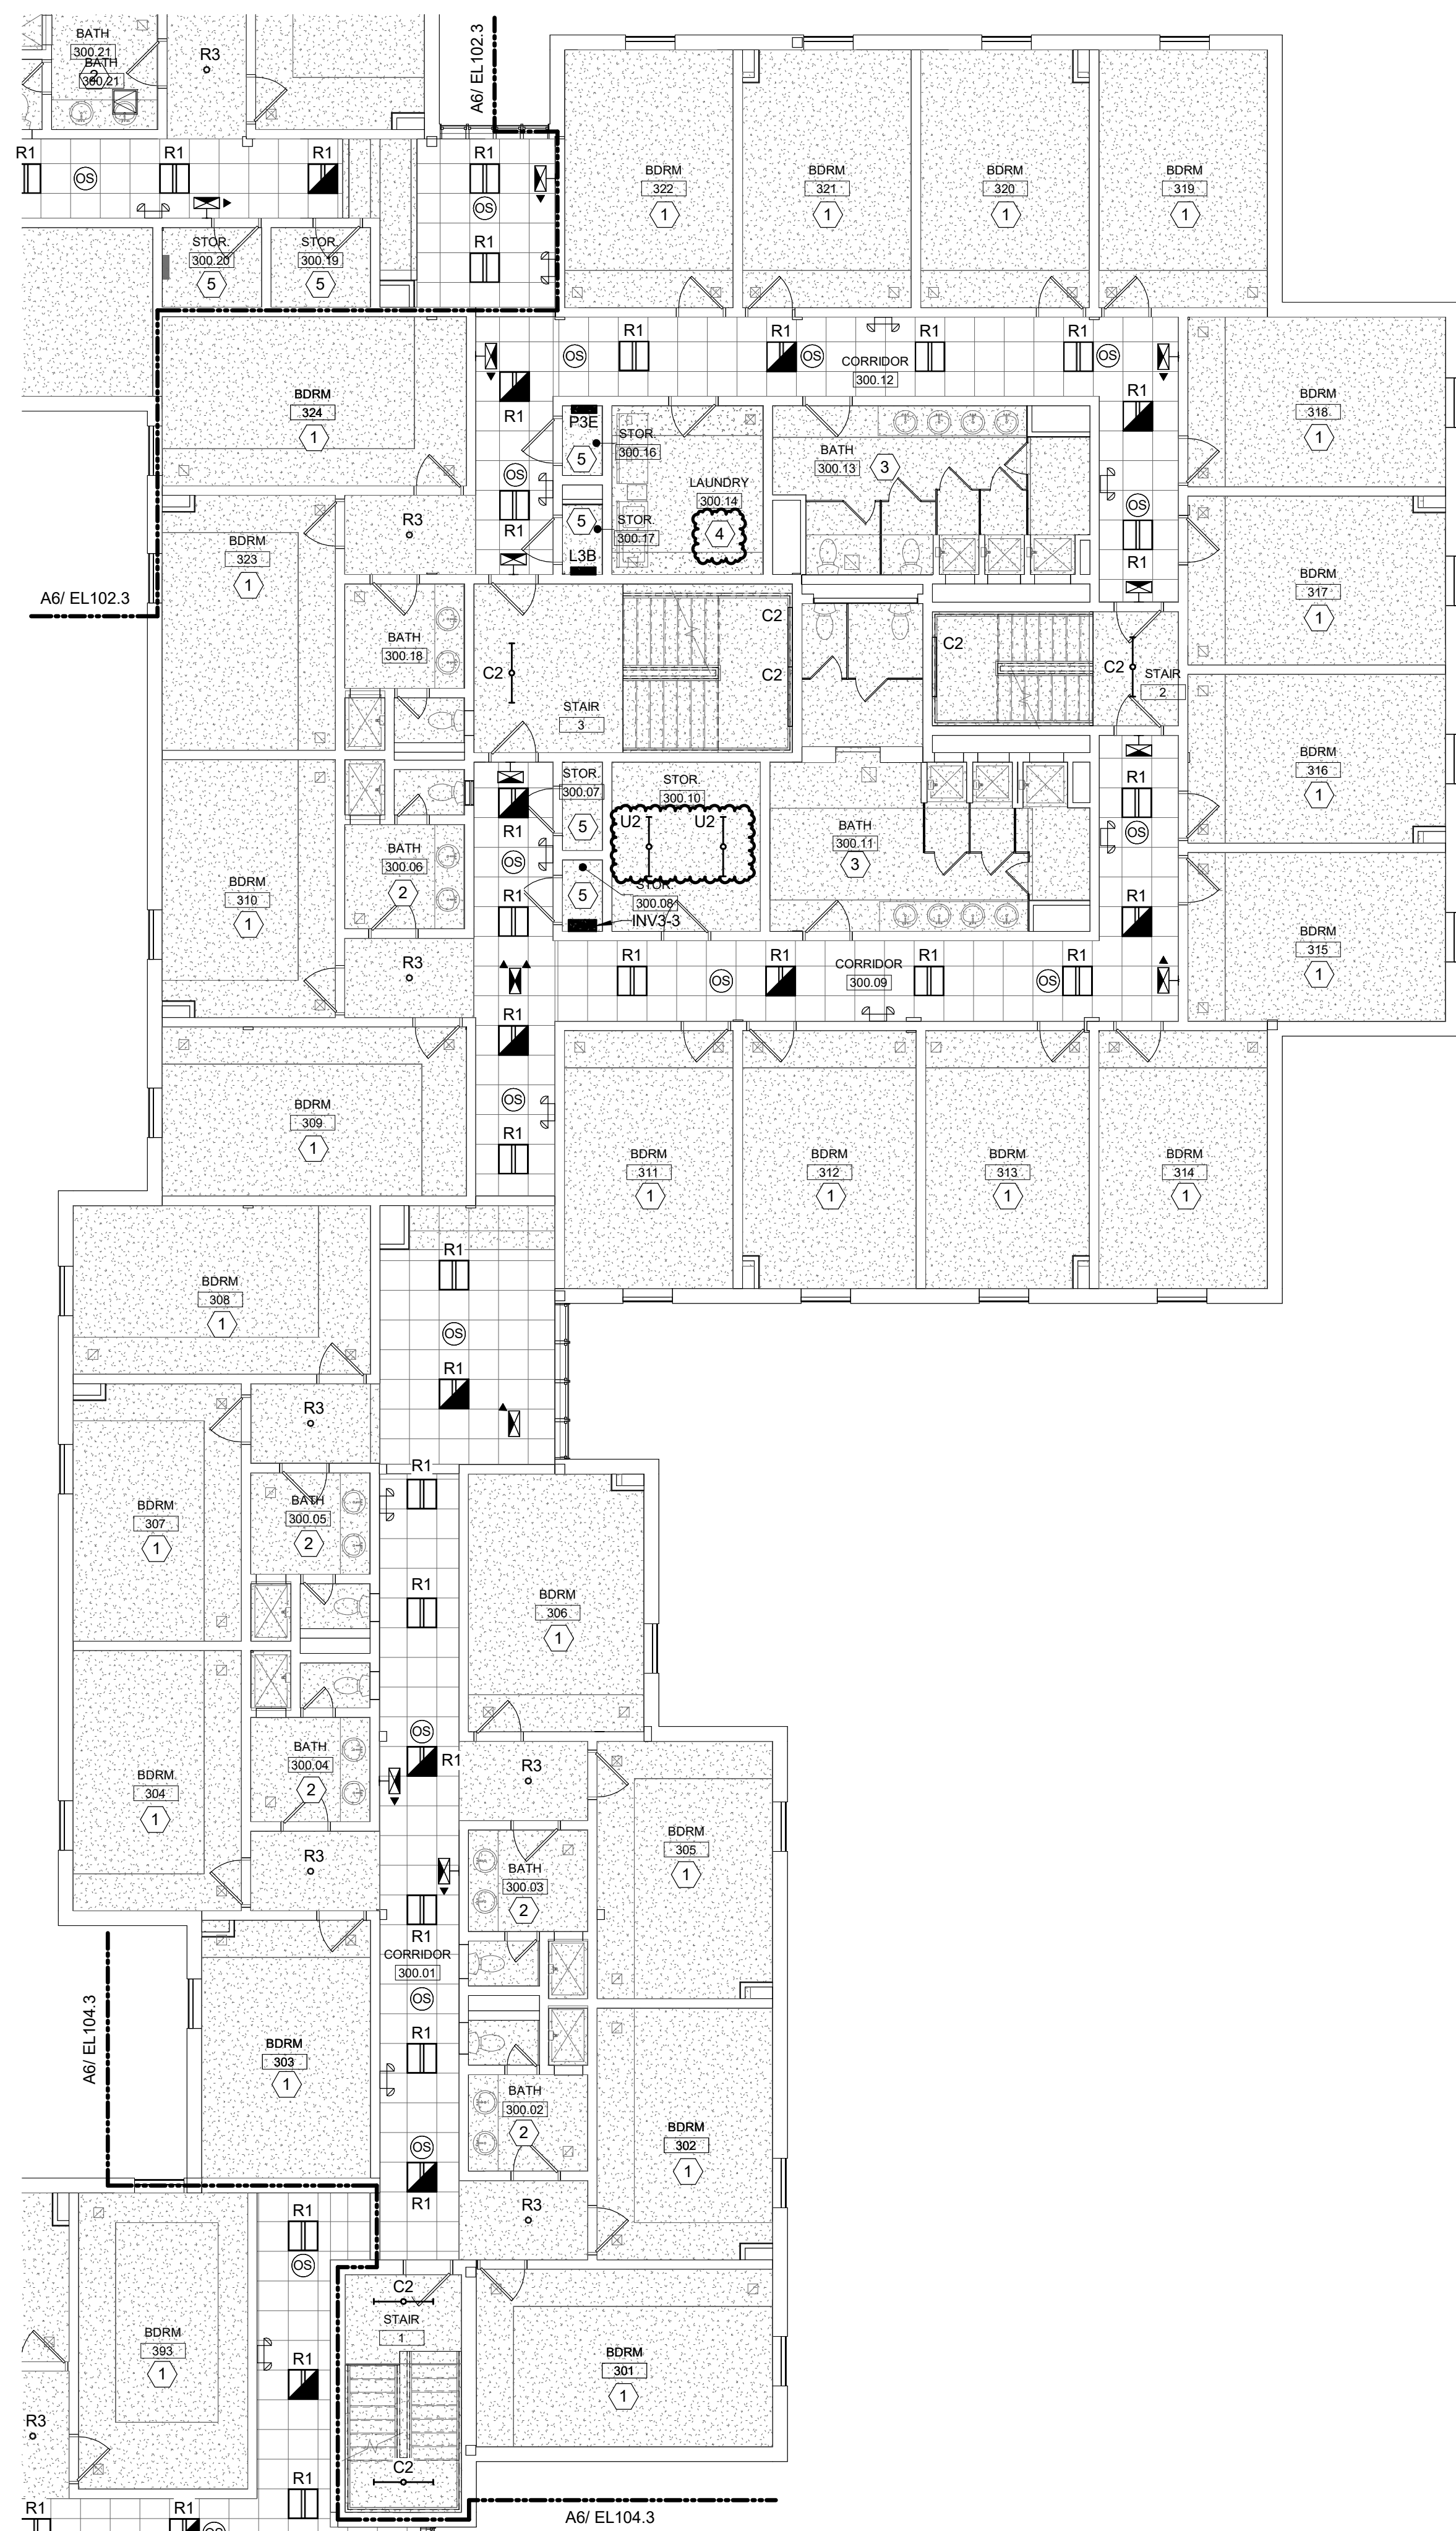 BATH
300.21
BATH
300.21
2
R3
A6/ EL102.3
R1
OS
R1
R1
R1
OS
R1
STOR.
300.20
5
STOR.
300.19
5
BDRM
322
1
BDRM
321
1
BDRM
320
1
BDRM
319
1
OS
R1
R1
OS
CORRIDOR
300.12
R1
R1
OS
BDRM
324
1
R1
OS
R1
P3E
STOR.
300.16
5
5
STOR.
300.17
L3B
LAUNDRY
300.14
4
BATH
300.13
3
R1
OS
R1
BDRM
318
1
BDRM
323
1
R3
BDRM
317
1
A6/ EL102.3
BATH
300.18
C2
STAIR
3
C2
C2
C2
C2
STAIR
2
BDRM
316
1
BDRM
310
1
BATH
300.06
2
R3
R1
OS
R1
STOR.
300.07
5
5
STOR.
300.10
U2
U2
STOR.
300.08
INV3-3
BATH
300.11
3
R1
OS
R1
BDRM
315
1
R1
OS
R1
CORRIDOR
300.09
R1
OS
R1
BDRM
309
1
R1
OS
R1
BDRM
311
1
BDRM
312
1
BDRM
313
1
BDRM
314
1
BDRM
308
1
R1
OS
R1
R3
BDRM
307
1
BATH
300.05
2
R1
R1
BDRM
306
1
BDRM
304
1
BATH
300.04
2
OS
R1
R3
R3
BDRM
305
1
BATH
300.03
2
R1
CORRIDOR
300.01
OS
R1
A6/ EL104.3
BDRM
303
1
BATH
300.02
2
BDRM
302
1
OS
R1
R3
R1
OS
BDRM
393
1
R1
R3
C2
STAIR
1
BDRM
301
1
C2
R1
R1
R1
OS
A6/ EL104.3